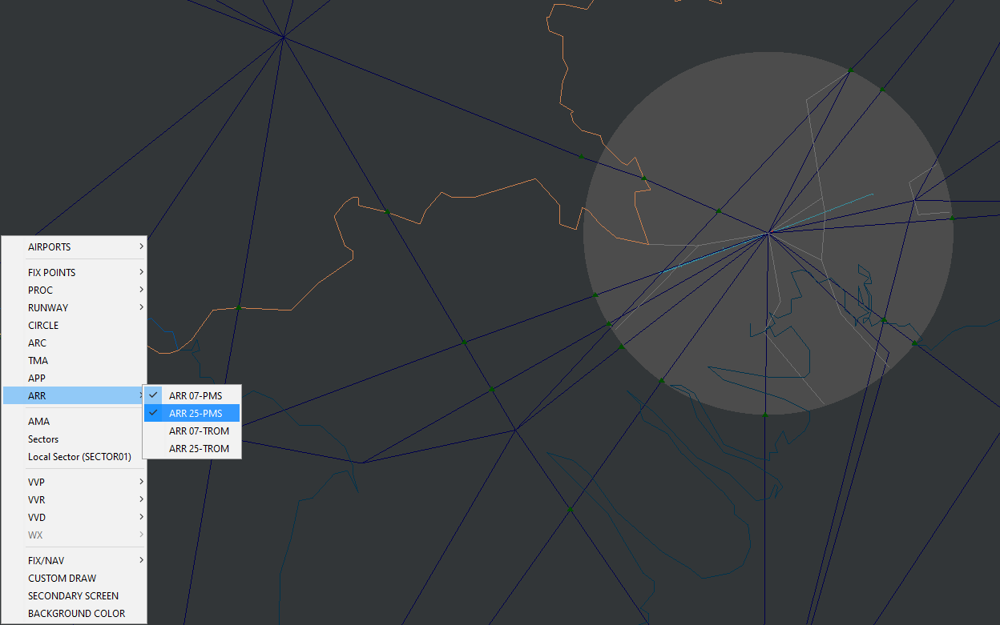 AIRPORTS
FIX POINTS
PROC
RUNWAY
CIRCLE
ARC
TMA
APP
ARR
ARR 07-PMS
ARR 25-PMS
ARR 07-TROM
ARR 25-TROM
AMA
Sectors
Local Sector (SECTOR01)
VVP
VVR
VVD
WX
FIX/NAV
CUSTOM DRAW
SECONDARY SCREEN
BACKGROUND COLOR